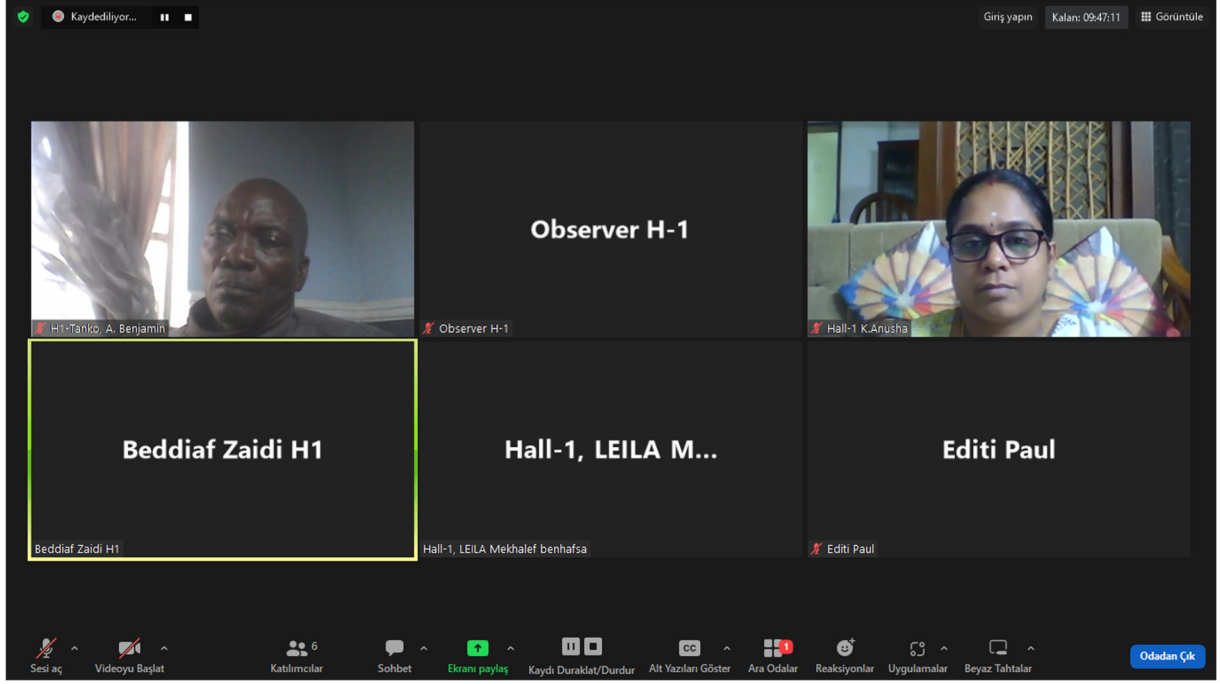 Kaydediliyor...
Giriş yapın
Kalan: 09:47:11
Görüntüle
H1-Tanko, A. Benjamin
Observer H-1
Observer H-1
Hall-1 K.Anusha
Beddiaf Zaidi H1
Beddiaf Zaidi H1
Hall-1, LEILA M...
Hall-1, LEILA Mekhalef benhafsa
Editi Paul
Editi Paul
Sesi aç
Videoyu Başlat
6
Katılımcılar
Sohbet
Ekranı paylaş
Kaydı Duraklat/Durdur
CC
Alt Yazıları Göster
1
Ara Odalar
Reaksiyonlar
Uygulamalar
Beyaz Tahtalar
Odadan Çık